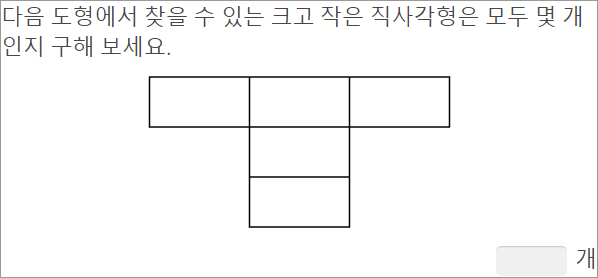 다음 도형에서 찾을 수 있는 크고 작은 직사각형은 모두 몇 개
인지 구해 보세요.
개